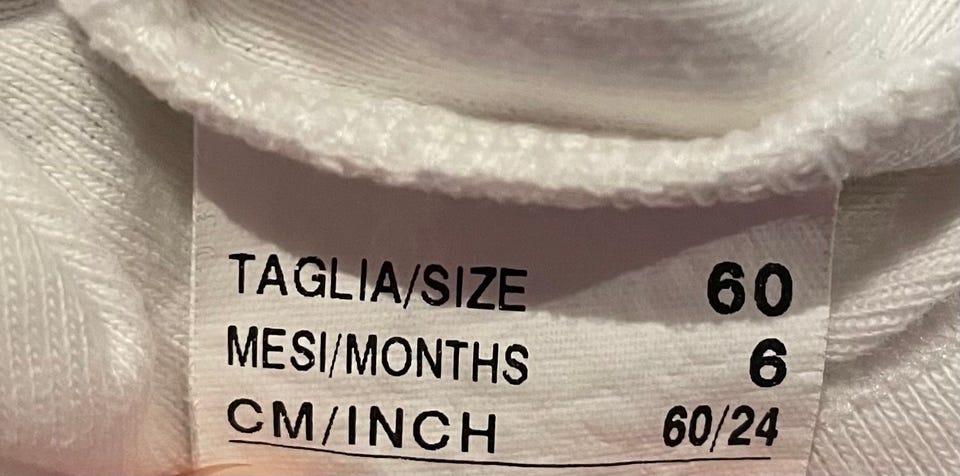 TAGLIA/SIZE 60
MESI/MONTHS 6
CM/INCH 60/24